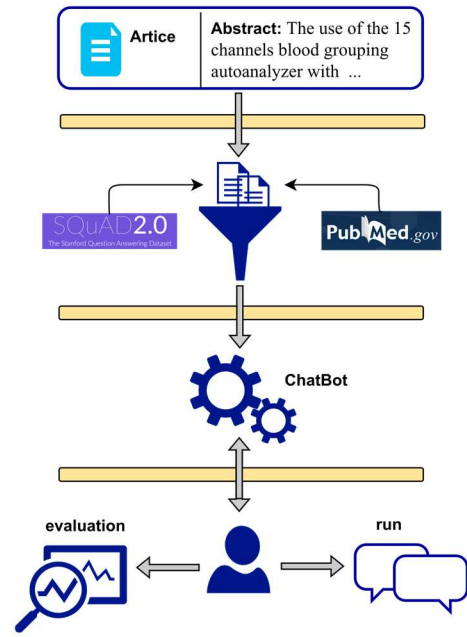 Artice
Abstract: The use of the 15
channels blood grouping
autoanalyzer with ...
SQuAD2.0
The Stanford Question Answering Dataset
PubMed.gov
ChatBot
evaluation
run